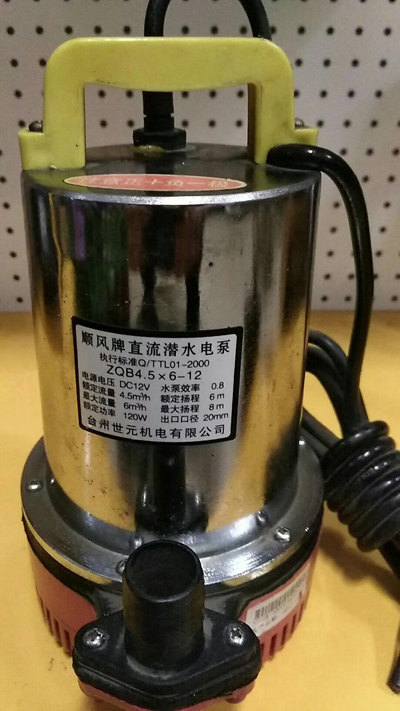 顺风牌直流潜水电泵
执行标准Q/TTL01-2000
ZQB4.5×6-12
电源电压 DC12V 水泵效率 0.8
额定流量 4.5m³h 额定扬程 6m
最大流量 6m³h 最大扬程 8m
额定功率 120W 出口口径 20mm
台州世元机电有限公司